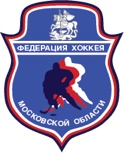 ФЕДЕРАЦИЯ ХОККЕЯ
МОСКОВСКОЙ ОБЛАСТИ